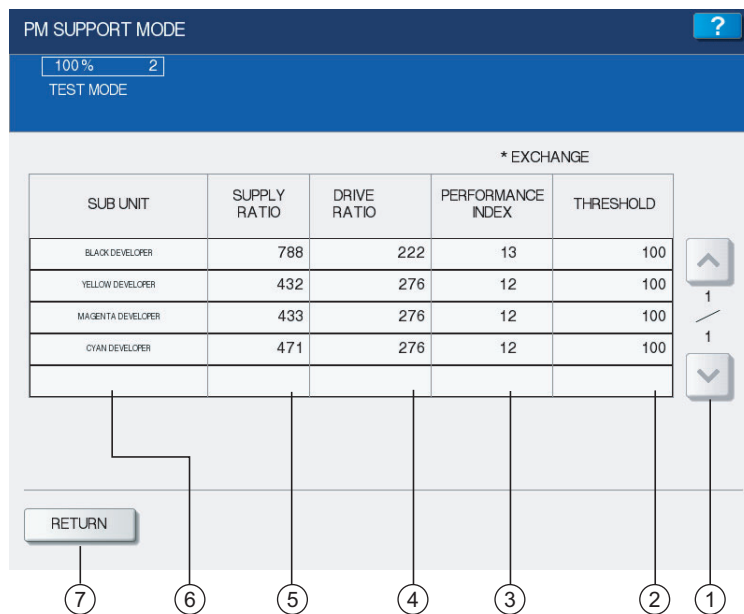 PM SUPPORT MODE
?
100% 2
TEST MODE
* EXCHANGE
SUB UNIT SUPPLY RATIO DRIVE RATIO PERFORMANCE INDEX THRESHOLD
BLACK DEVELOPER 788 222 13 100
YELLOW DEVELOPER 432 276 12 100
MAGENTA DEVELOPER 433 276 12 100
CYAN DEVELOPER 471 276 12 100
1
/
1
RETURN
7 6 5 4 3 2 1